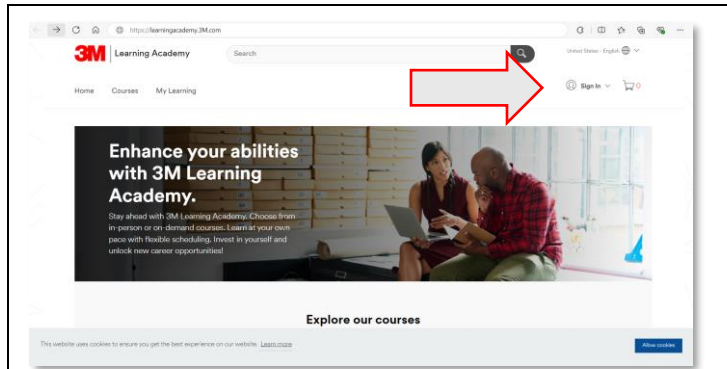 https://learningacademy.3M.com
3M Learning Academy
Search
United States - English
Home Courses My Learning
Sign In 0
Enhance your abilities
with 3M Learning
Academy.
Stay ahead with 3M Learning Academy. Choose from
in-person or on-demand courses. Learn at your own
pace with flexible scheduling. Invest in yourself and
unlock new career opportunities!
Explore our courses
This website uses cookies to ensure you get the best experience on our website. Learn more
Allow cookies